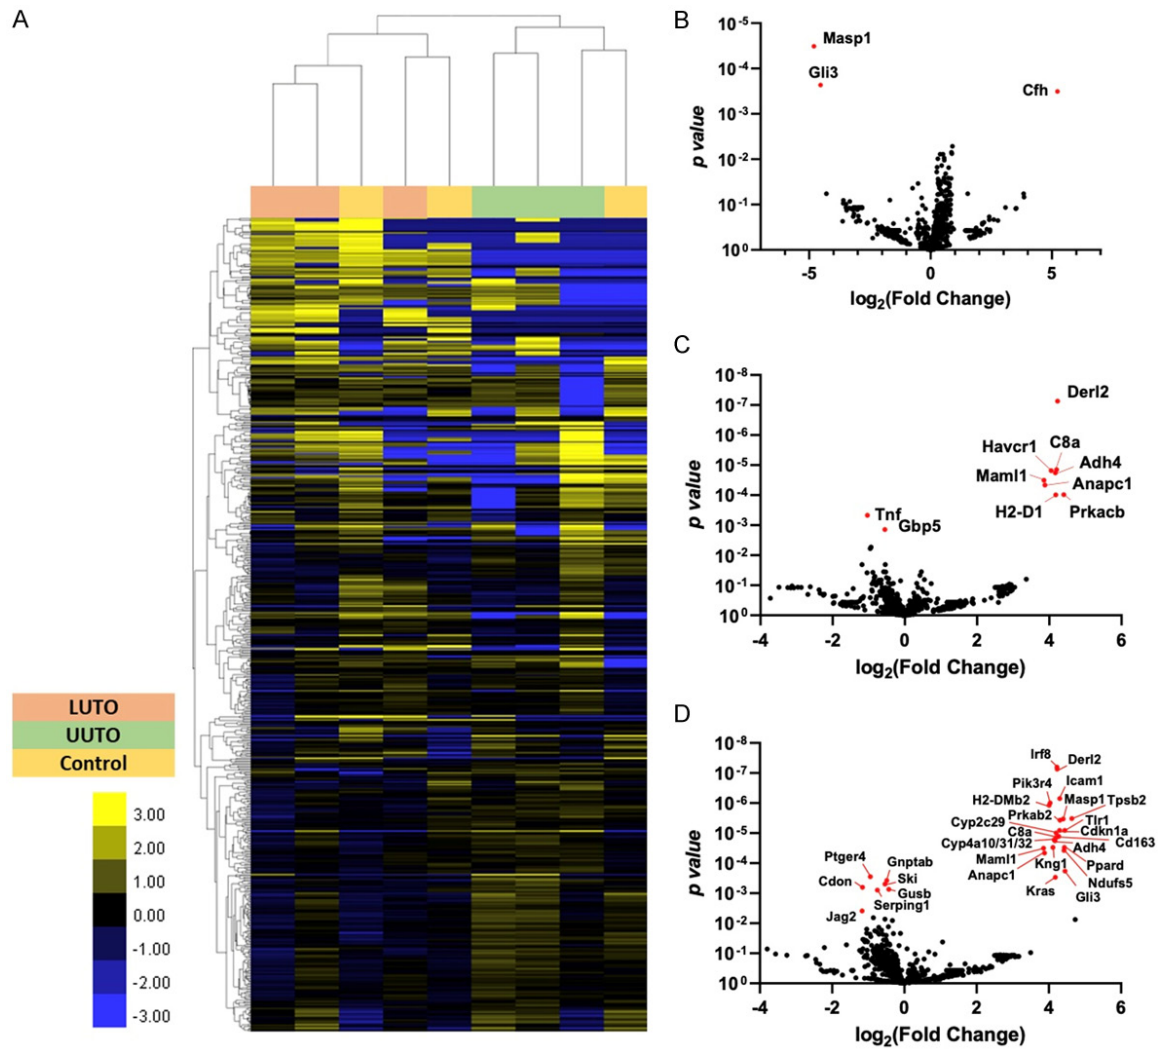 A
LUTO
UUTO
Control
3.00
2.00
1.00
0.00
-1.00
-2.00
-3.00
B
p value
10-5
10-4
10-3
10-2
10-1
100
Masp1
Gli3
Cfh
-5
0
5
log2(Fold Change)
C
p value
10-8
10-7
10-6
10-5
10-4
10-3
10-2
10-1
100
Derl2
Havcr1
C8a
Adh4
Maml1
Anapc1
H2-D1
Prkacb
Tnf
Gbp5
-4
-2
0
2
4
6
log2(Fold Change)
D
p value
10-8
10-7
10-6
10-5
10-4
10-3
10-2
10-1
100
Irf8
Derl2
Pik3r4
Icam1
H2-DMb2
Masp1
Tpsb2
Prkab2
Tlr1
Cyp2c29
Cdkn1a
C8a
Cd163
Cyp4a10/31/32
Adh4
Maml1
Kng1
Ppard
Anapc1
Ndufs5
Kras
Gli3
Ptger4
Gnptab
Cdon
Ski
Gusb
Serping1
Jag2
-4
-2
0
2
4
6
log2(Fold Change)